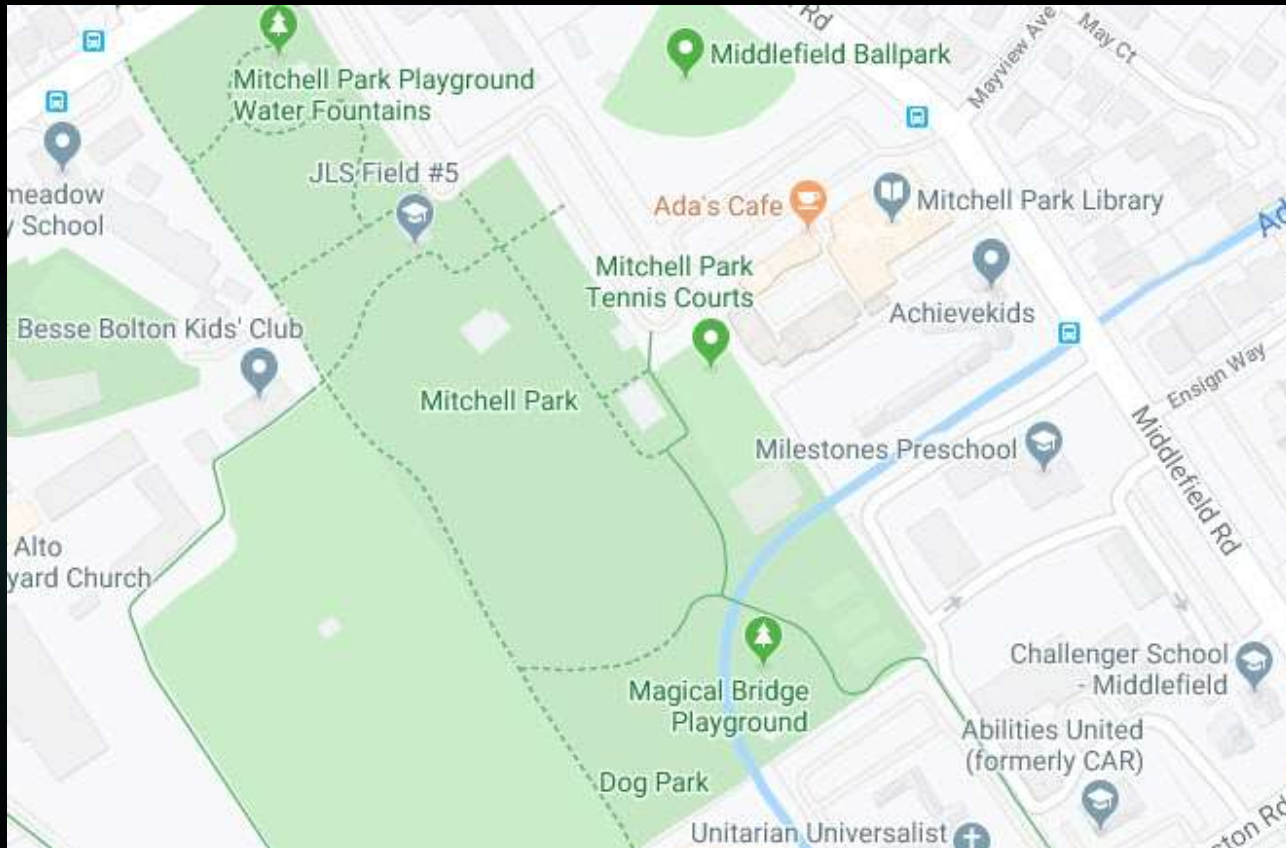 Rd
Middlefield Ballpark
Mayview Ave
May Ct
Mitchell Park Playground
Water Fountains
JLS Field #5
meadow
y School
Ada's Cafe
Mitchell Park Library
Ad
Mitchell Park
Tennis Courts
Achievekids
Besse Bolton Kids' Club
Ensign Way
Mitchell Park
Milestones Preschool
Middlefield Rd
Alto
yard Church
Challenger School
- Middlefield
Magical Bridge
Playground
Abilities United
(formerly CAR)
Dog Park
Unitarian Universalist
ston Rd